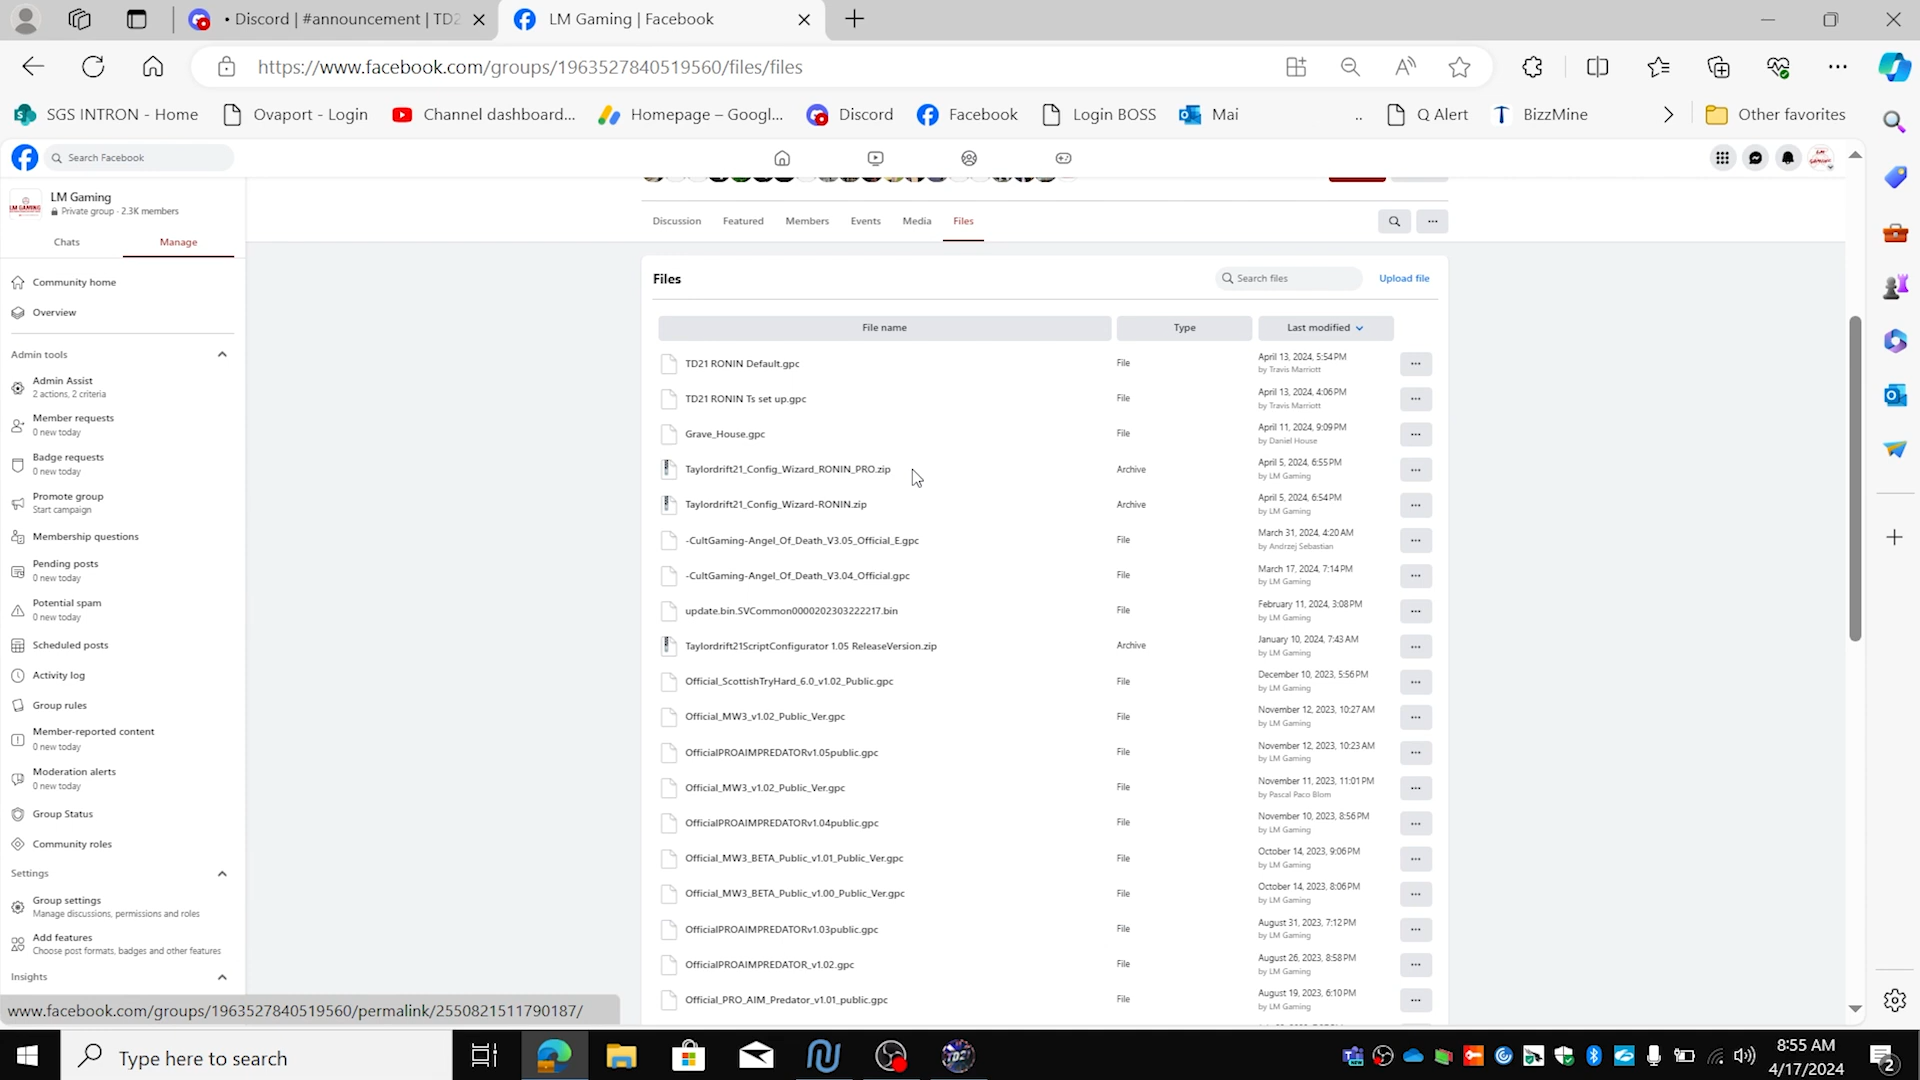 • Discord | #announcement | TD2
LM Gaming | Facebook
https://www.facebook.com/groups/1963527840519560/files/files
SGS INTRON - Home
Ovaport - Login
Channel dashboard...
Homepage – Googl...
Discord
Facebook
Login BOSS
Mai
..
Q Alert
BizzMine
Other favorites
Search Facebook
LM Gaming
Private group · 2.3K members
Chats
Manage
Community home
Overview
Admin tools
Admin Assist
2 actions, 2 criteria
Member requests
0 new today
Badge requests
0 new today
Promote group
Start campaign
Membership questions
Pending posts
0 new today
Potential spam
0 new today
Scheduled posts
Activity log
Group rules
Member-reported content
0 new today
Moderation alerts
0 new today
Group Status
Community roles
Settings
Group settings
Manage discussions, permissions and roles
Add features
Choose post formats, badges and other features
Insights
Discussion
Featured
Members
Events
Media
Files
Files
Search files
Upload file
File name
Type
Last modified
TD21 RONIN Default.gpc
File
April 13, 2024, 5:54 PM
by Travis Marriott
TD21 RONIN Ts set up.gpc
File
April 13, 2024, 4:06 PM
by Travis Marriott
Grave_House.gpc
File
April 11, 2024, 9:09 PM
by Daniel House
Taylordrift21_Config_Wizard_RONIN_PRO.zip
Archive
April 5, 2024, 6:55 PM
by LM Gaming
Taylordrift21_Config_Wizard-RONIN.zip
Archive
April 5, 2024, 6:54 PM
by LM Gaming
-CultGaming-Angel_Of_Death_V3.05_Official_E.gpc
File
March 31, 2024, 4:20 AM
by Andrzej Sebastian
-CultGaming-Angel_Of_Death_V3.04_Official.gpc
File
March 17, 2024, 7:14 PM
by LM Gaming
update.bin.SVCommon0000202303222217.bin
File
February 11, 2024, 3:08 PM
by LM Gaming
Taylordrift21ScriptConfigurator 1.05 ReleaseVersion.zip
Archive
January 10, 2024, 7:43 AM
by LM Gaming
Official_ScottishTryHard_6.0_v1.02_Public.gpc
File
December 10, 2023, 5:56 PM
by LM Gaming
Official_MW3_v1.02_Public_Ver.gpc
File
November 12, 2023, 10:27 AM
by LM Gaming
OfficialPROAIMPREDATORv1.05public.gpc
File
November 12, 2023, 10:23 AM
by LM Gaming
Official_MW3_v1.02_Public_Ver.gpc
File
November 11, 2023, 11:01 PM
by Pascal Paco Blom
OfficialPROAIMPREDATORv1.04public.gpc
File
November 10, 2023, 8:56 PM
by LM Gaming
Official_MW3_BETA_Public_v1.01_Public_Ver.gpc
File
October 14, 2023, 9:06 PM
by LM Gaming
Official_MW3_BETA_Public_v1.00_Public_Ver.gpc
File
October 14, 2023, 8:06 PM
by LM Gaming
OfficialPROAIMPREDATORv1.03public.gpc
File
August 31, 2023, 7:12 PM
by LM Gaming
OfficialPROAIMPREDATOR_v1.02.gpc
File
August 26, 2023, 8:58 PM
by LM Gaming
Official_PRO_AIM_Predator_v1.01_public.gpc
File
August 19, 2023, 6:10 PM
by LM Gaming
www.facebook.com/groups/1963527840519560/permalink/2550821511790187/
Type here to search
TD21
8:55 AM
4/17/2024
2